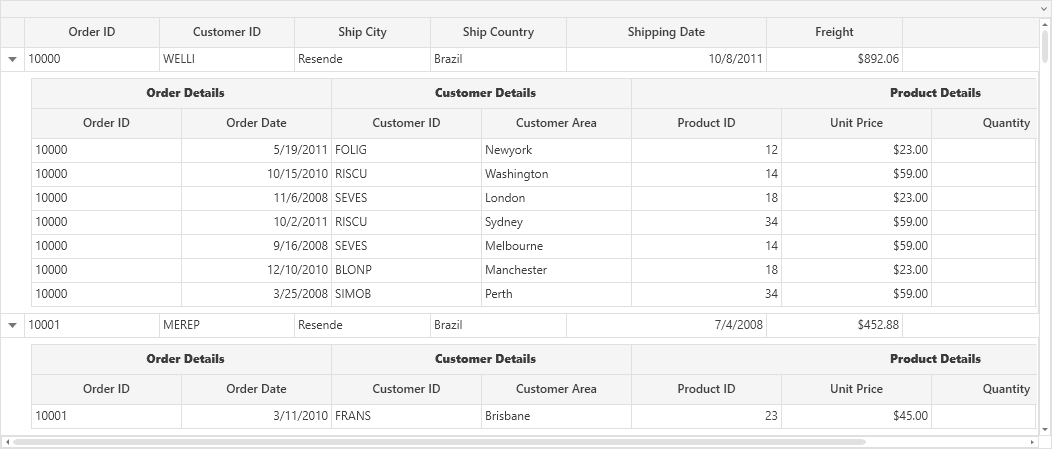 Order ID Customer ID Ship City Ship Country Shipping Date Freight
10000 WELLI Resende Brazil 10/8/2011 $892.06
Order Details Customer Details Product Details
Order ID Order Date Customer ID Customer Area Product ID Unit Price Quantity
10000 5/19/2011 FOLIG Newyork 12 $23.00
10000 10/15/2010 RISCU Washington 14 $59.00
10000 11/6/2008 SEVES London 18 $23.00
10000 10/2/2011 RISCU Sydney 34 $59.00
10000 9/16/2008 SEVES Melbourne 14 $59.00
10000 12/10/2010 BLONP Manchester 18 $23.00
10000 3/25/2008 SIMOB Perth 34 $59.00
10001 MEREP Resende Brazil 7/4/2008 $452.88
Order Details Customer Details Product Details
Order ID Order Date Customer ID Customer Area Product ID Unit Price Quantity
10001 3/11/2010 FRANS Brisbane 23 $45.00